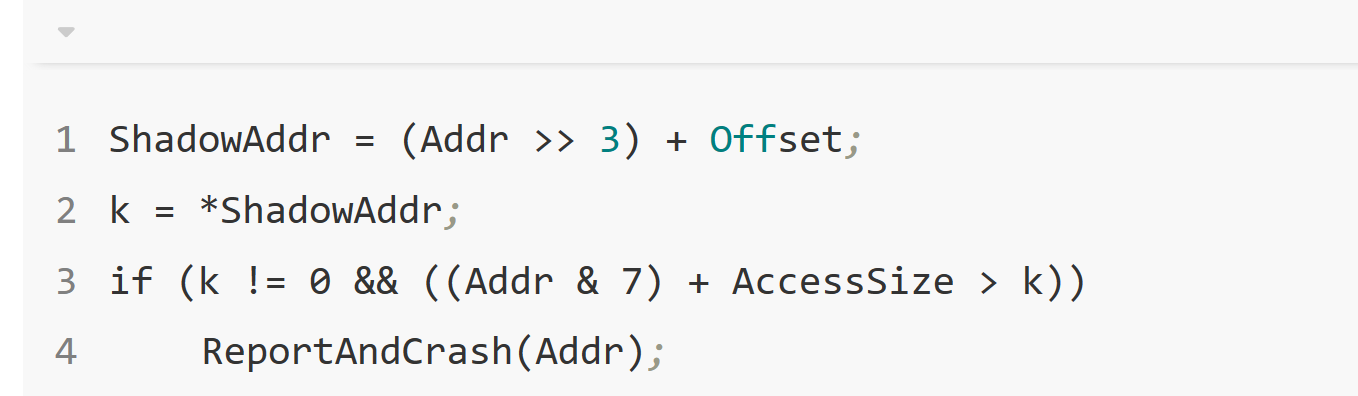 1 ShadowAddr = (Addr >> 3) + Offset;
2 k = *ShadowAddr;
3 if (k != 0 && ((Addr & 7) + AccessSize > k))
4     ReportAndCrash(Addr);